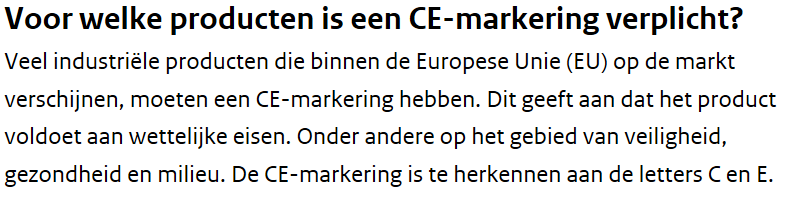 Voor welke producten is een CE-markering verplicht?
Veel industriële producten die binnen de Europese Unie (EU) op de markt
verschijnen, moeten een CE-markering hebben. Dit geeft aan dat het product
voldoet aan wettelijke eisen. Onder andere op het gebied van veiligheid,
gezondheid en milieu. De CE-markering is te herkennen aan de letters C en E.